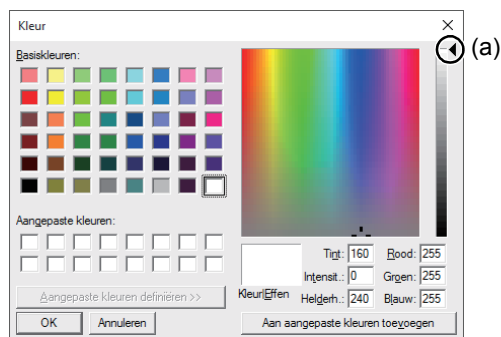 Kleur
(a)
Basiskleuren:
Aangepaste kleuren:
Aangepaste kleuren definiëren >>
OK
Annuleren
Kleur|Effen
Tint: 160
Rood: 255
Intensit.: 0
Groen: 255
Helderh.: 240
Blauw: 255
Aan aangepaste kleuren toevoegen